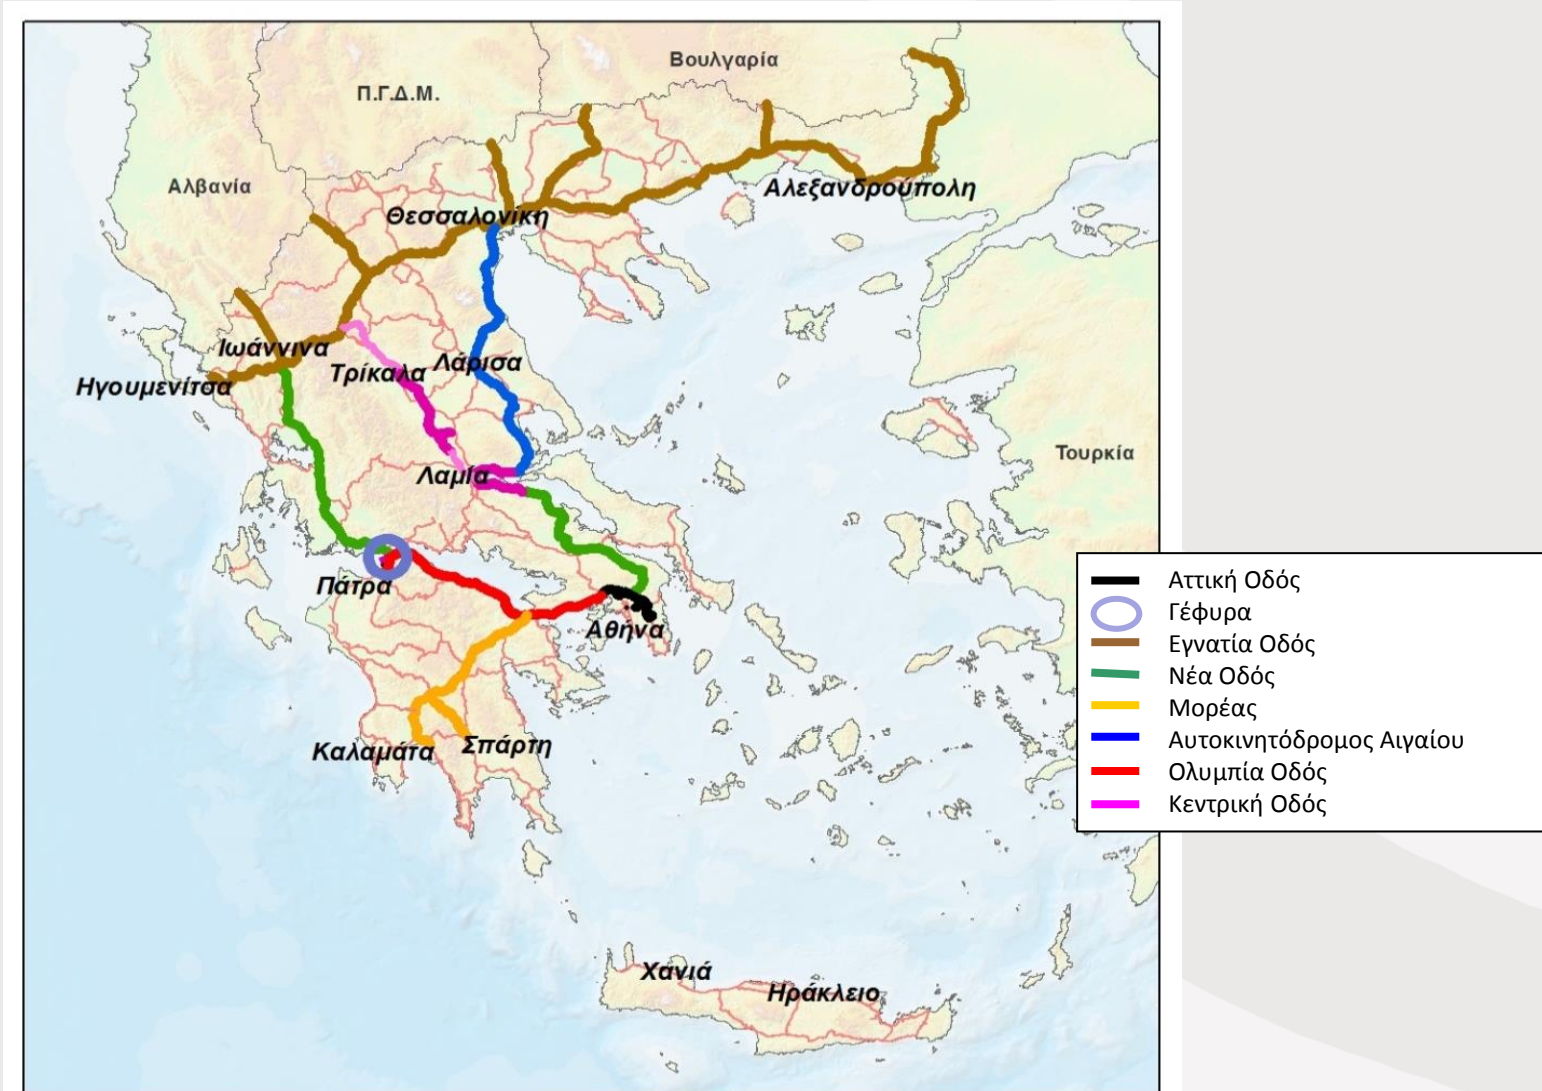 Βουλγαρία
Π.Γ.Δ.Μ.
Αλβανία
Αλεξανδρούπολη
Θεσσαλονίκη
Ιωάννινα
Λάρισα
Τρίκαλα
Ηγουμενίτσα
Τουρκία
Λαμία
Πάτρα
Αθήνα
Σπάρτη
Καλαμάτα
Χανιά
Ηράκλειο
Αττική Οδός
Γέφυρα
Εγνατία Οδός
Νέα Οδός
Μορέας
Αυτοκινητόδρομος Αιγαίου
Ολυμπία Οδός
Κεντρική Οδός